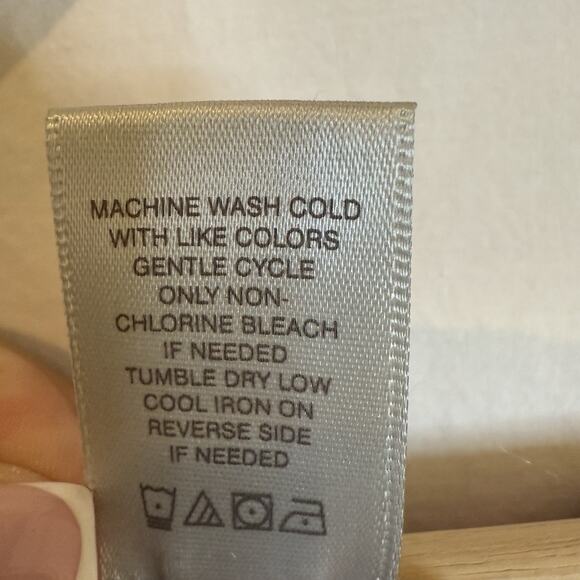 MACHINE WASH COLD
WITH LIKE COLORS
GENTLE CYCLE
ONLY NON-
CHLORINE BLEACH
IF NEEDED
TUMBLE DRY LOW
COOL IRON ON
REVERSE SIDE
IF NEEDED